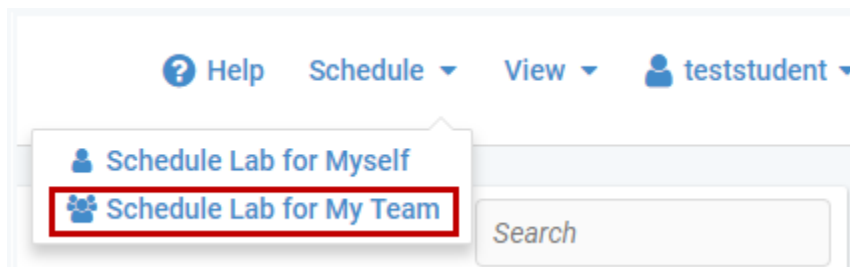 Help Schedule View teststudent
Schedule Lab for Myself
Schedule Lab for My Team
Search